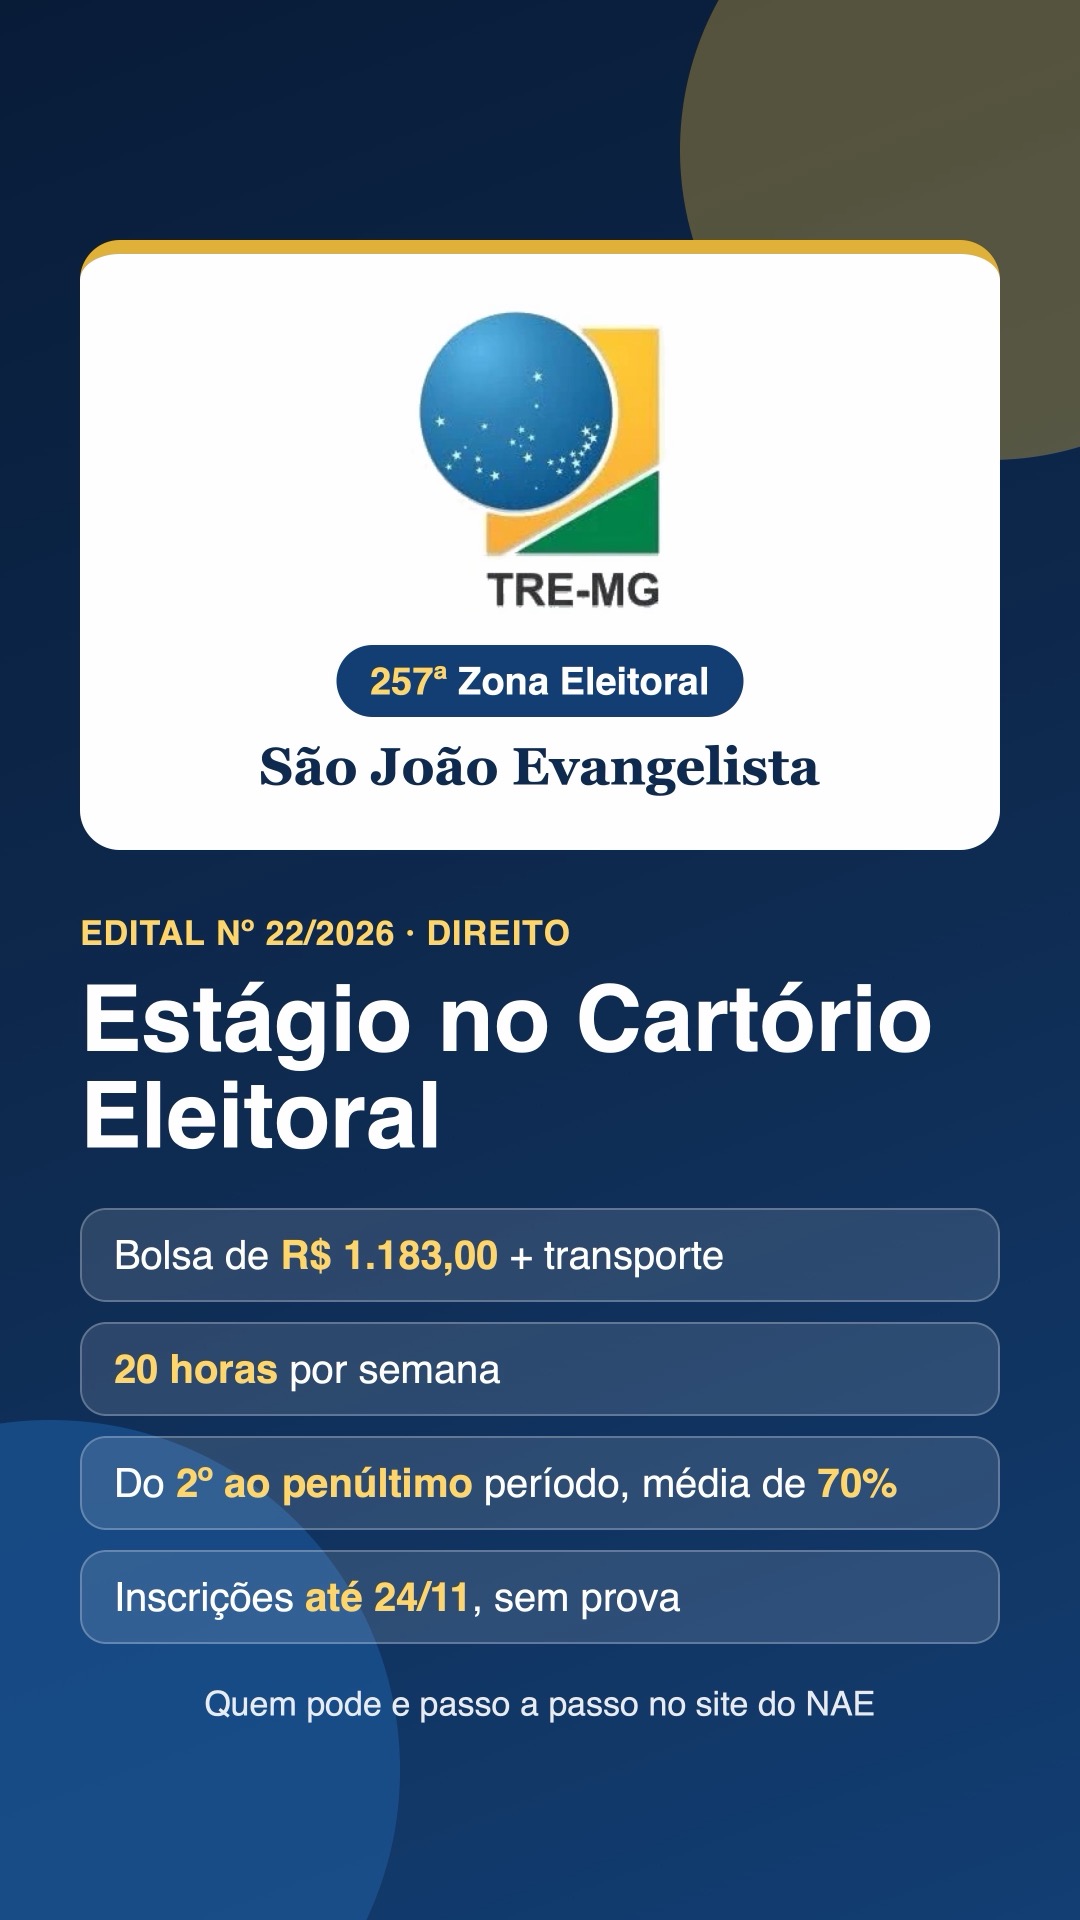 TRE-MG
257ª Zona Eleitoral
São João Evangelista
EDITAL Nº 22/2026 · DIREITO
Estágio no Cartório
Eleitoral
Bolsa de R$ 1.183,00 + transporte
20 horas por semana
Do 2º ao penúltimo período, média de 70%
Inscrições até 24/11, sem prova
Quem pode e passo a passo no site do NAE